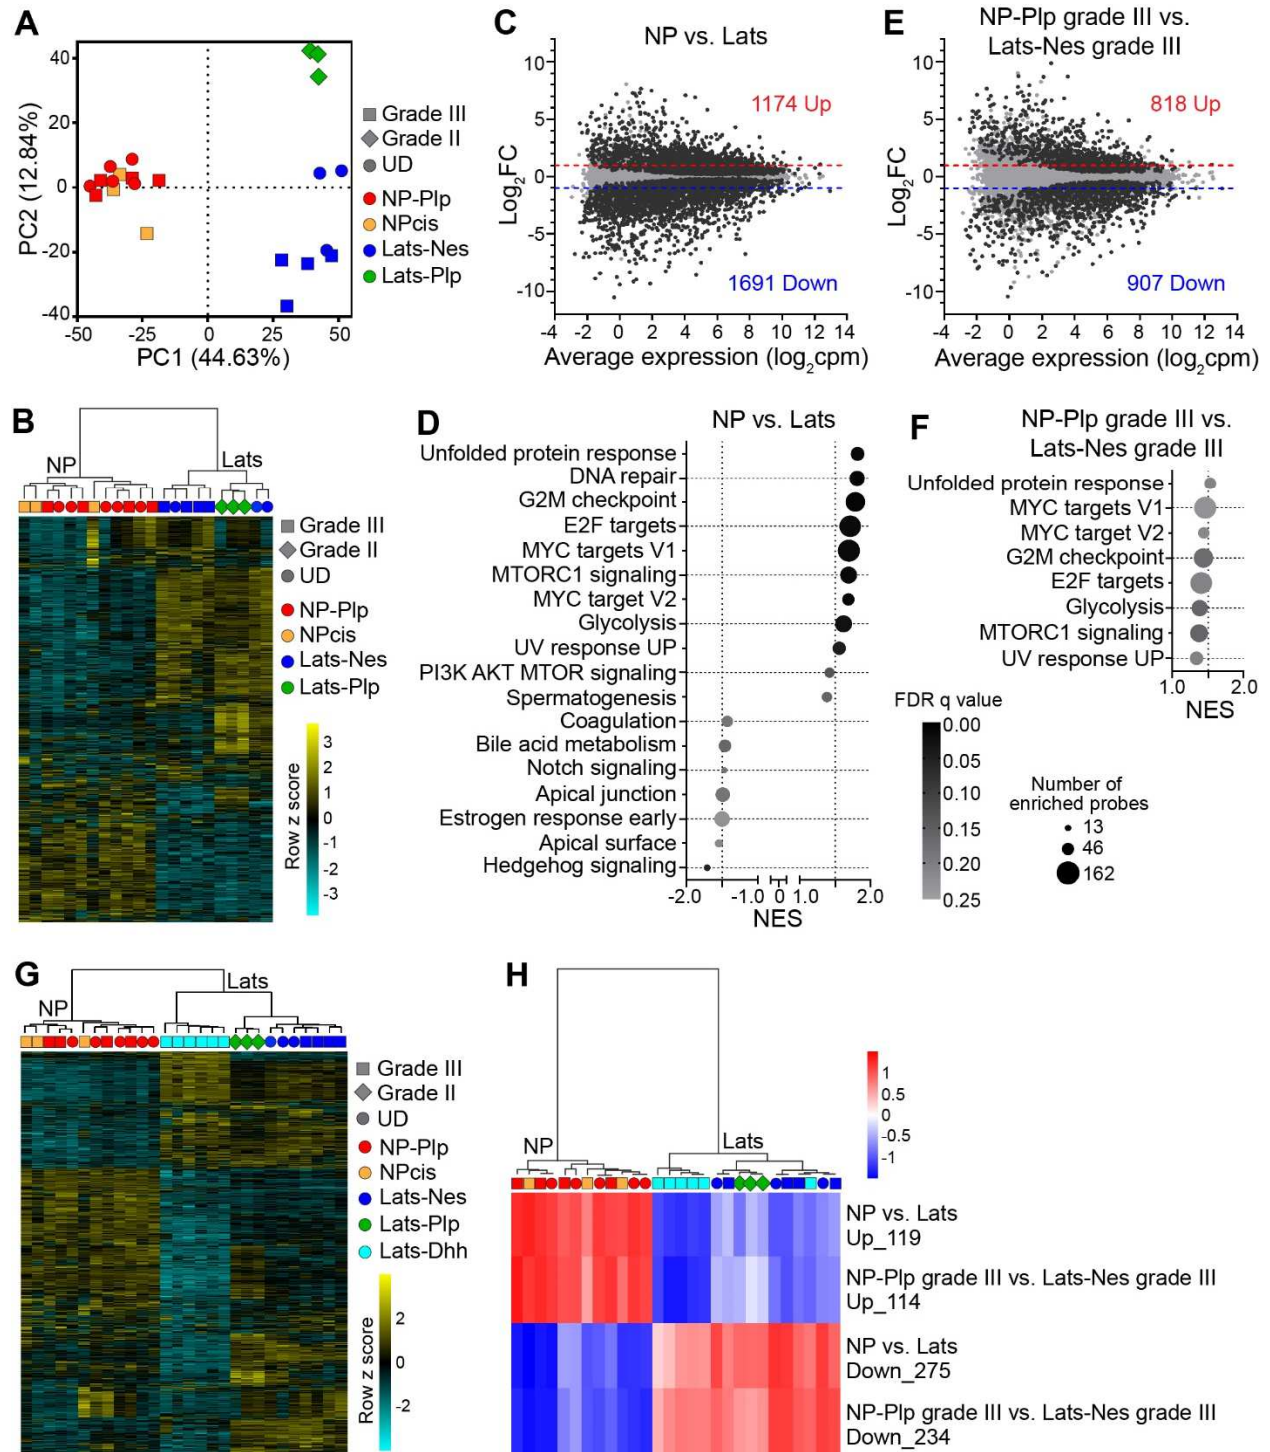 A
40
20
0
-20
-40
-50
-25
0
25
50
PC2 (12.84%)
PC1 (44.63%)
Grade III
Grade II
UD
NP-Plp
NPcis
Lats-Nes
Lats-Plp
C
NP vs. Lats
1174 Up
1691 Down
10
5
0
-5
-10
Log2FC
-4
-2
0
2
4
6
8
10
12
14
Average expression (log2cpm)
E
NP-Plp grade III vs.
Lats-Nes grade III
818 Up
907 Down
10
5
0
-5
-10
Log2FC
-4
-2
0
2
4
6
8
10
12
14
Average expression (log2cpm)
B
NP
Lats
Grade III
Grade II
UD
NP-Plp
NPcis
Lats-Nes
Lats-Plp
Row z score
3
2
1
0
-1
-2
-3
D
NP vs. Lats
Unfolded protein response
DNA repair
G2M checkpoint
E2F targets
MYC targets V1
MTORC1 signaling
MYC target V2
Glycolysis
UV response UP
PI3K AKT MTOR signaling
Spermatogenesis
Coagulation
Bile acid metabolism
Notch signaling
Apical junction
Estrogen response early
Apical surface
Hedgehog signaling
-2.0
-1.0
0
1.0
2.0
NES
F
NP-Plp grade III vs.
Lats-Nes grade III
Unfolded protein response
MYC targets V1
MYC target V2
G2M checkpoint
E2F targets
Glycolysis
MTORC1 signaling
UV response UP
1.0
2.0
NES
FDR q value
0.00
0.05
0.10
0.15
0.20
0.25
Number of
enriched probes
13
46
162
G
NP
Lats
Grade III
Grade II
UD
NP-Plp
NPcis
Lats-Nes
Lats-Plp
Lats-Dhh
Row z score
2
0
-2
H
NP
Lats
1
0.5
0
-0.5
-1
NP vs. Lats
Up_119
NP-Plp grade III vs. Lats-Nes grade III
Up_114
NP vs. Lats
Down_275
NP-Plp grade III vs. Lats-Nes grade III
Down_234